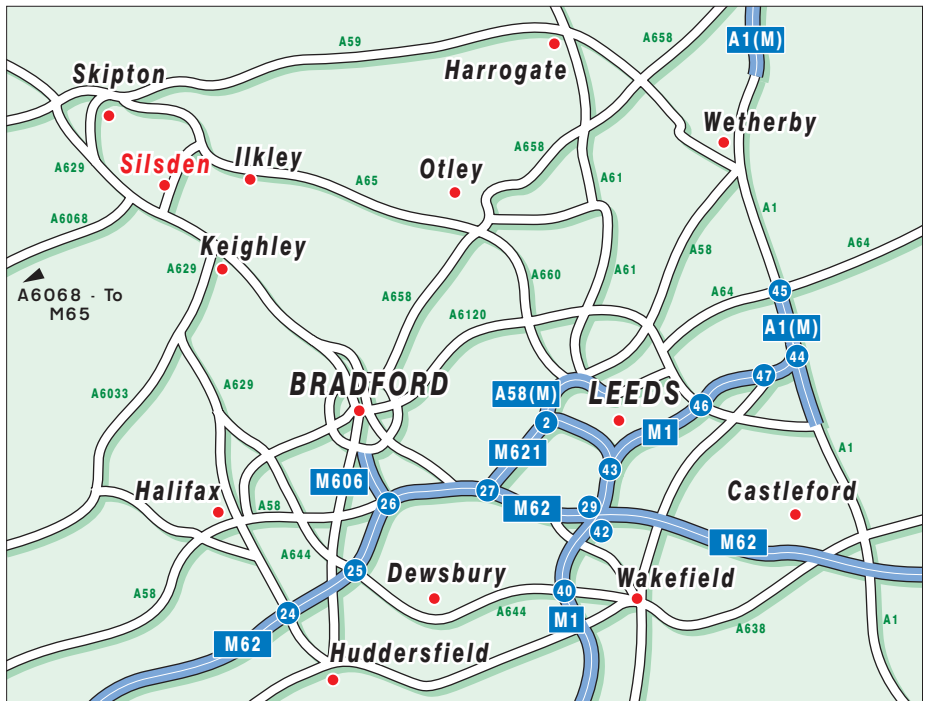 A59
A658
A1(M)
Harrogate
Skipton
Wetherby
A658
Silsden
Ilkley
Otley
A629
A65
A61
A1
A6068
Keighley
A64
A58
A629
A660
A61
A6068 - To
M65
A658
A64
45
A6120
A1(M)
44
47
BRADFORD
A6033
A629
A58(M)
LEEDS
46
2
M1
M621
A1
43
M606
27
Halifax
26
29
Castleford
A58
M62
42
M62
A644
25
Dewsbury
Wakefield
40
A58
24
A644
M1
A1
A638
M62
Huddersfield